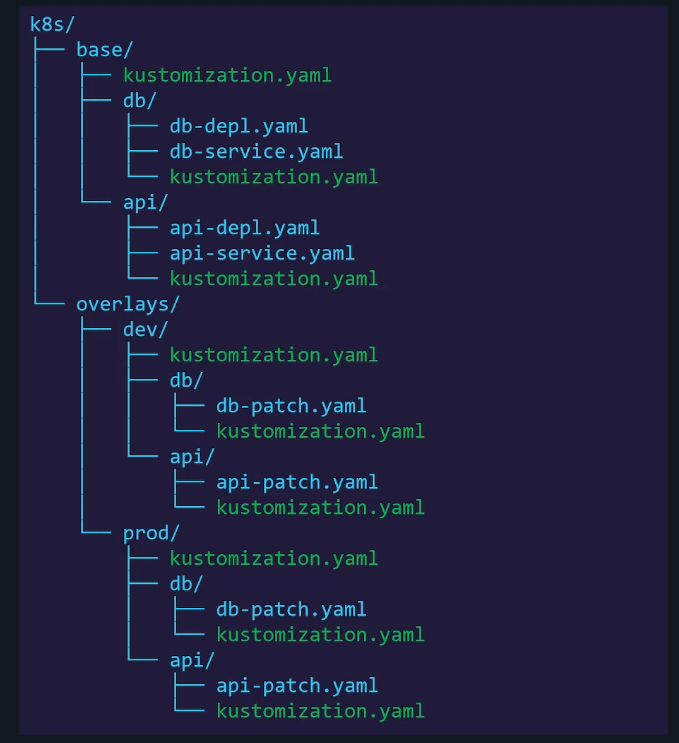 k8s/
├── base/
│   ├── kustomization.yaml
│   ├── db/
│   │   ├── db-depl.yaml
│   │   ├── db-service.yaml
│   │   └── kustomization.yaml
│   └── api/
│       ├── api-depl.yaml
│       ├── api-service.yaml
│       └── kustomization.yaml
└── overlays/
    ├── dev/
    │   ├── kustomization.yaml
    │   ├── db/
    │   │   ├── db-patch.yaml
    │   │   └── kustomization.yaml
    │   └── api/
    │       ├── api-patch.yaml
    │       └── kustomization.yaml
    └── prod/
        ├── kustomization.yaml
        ├── db/
        │   ├── db-patch.yaml
        │   └── kustomization.yaml
        └── api/
            ├── api-patch.yaml
            └── kustomization.yaml